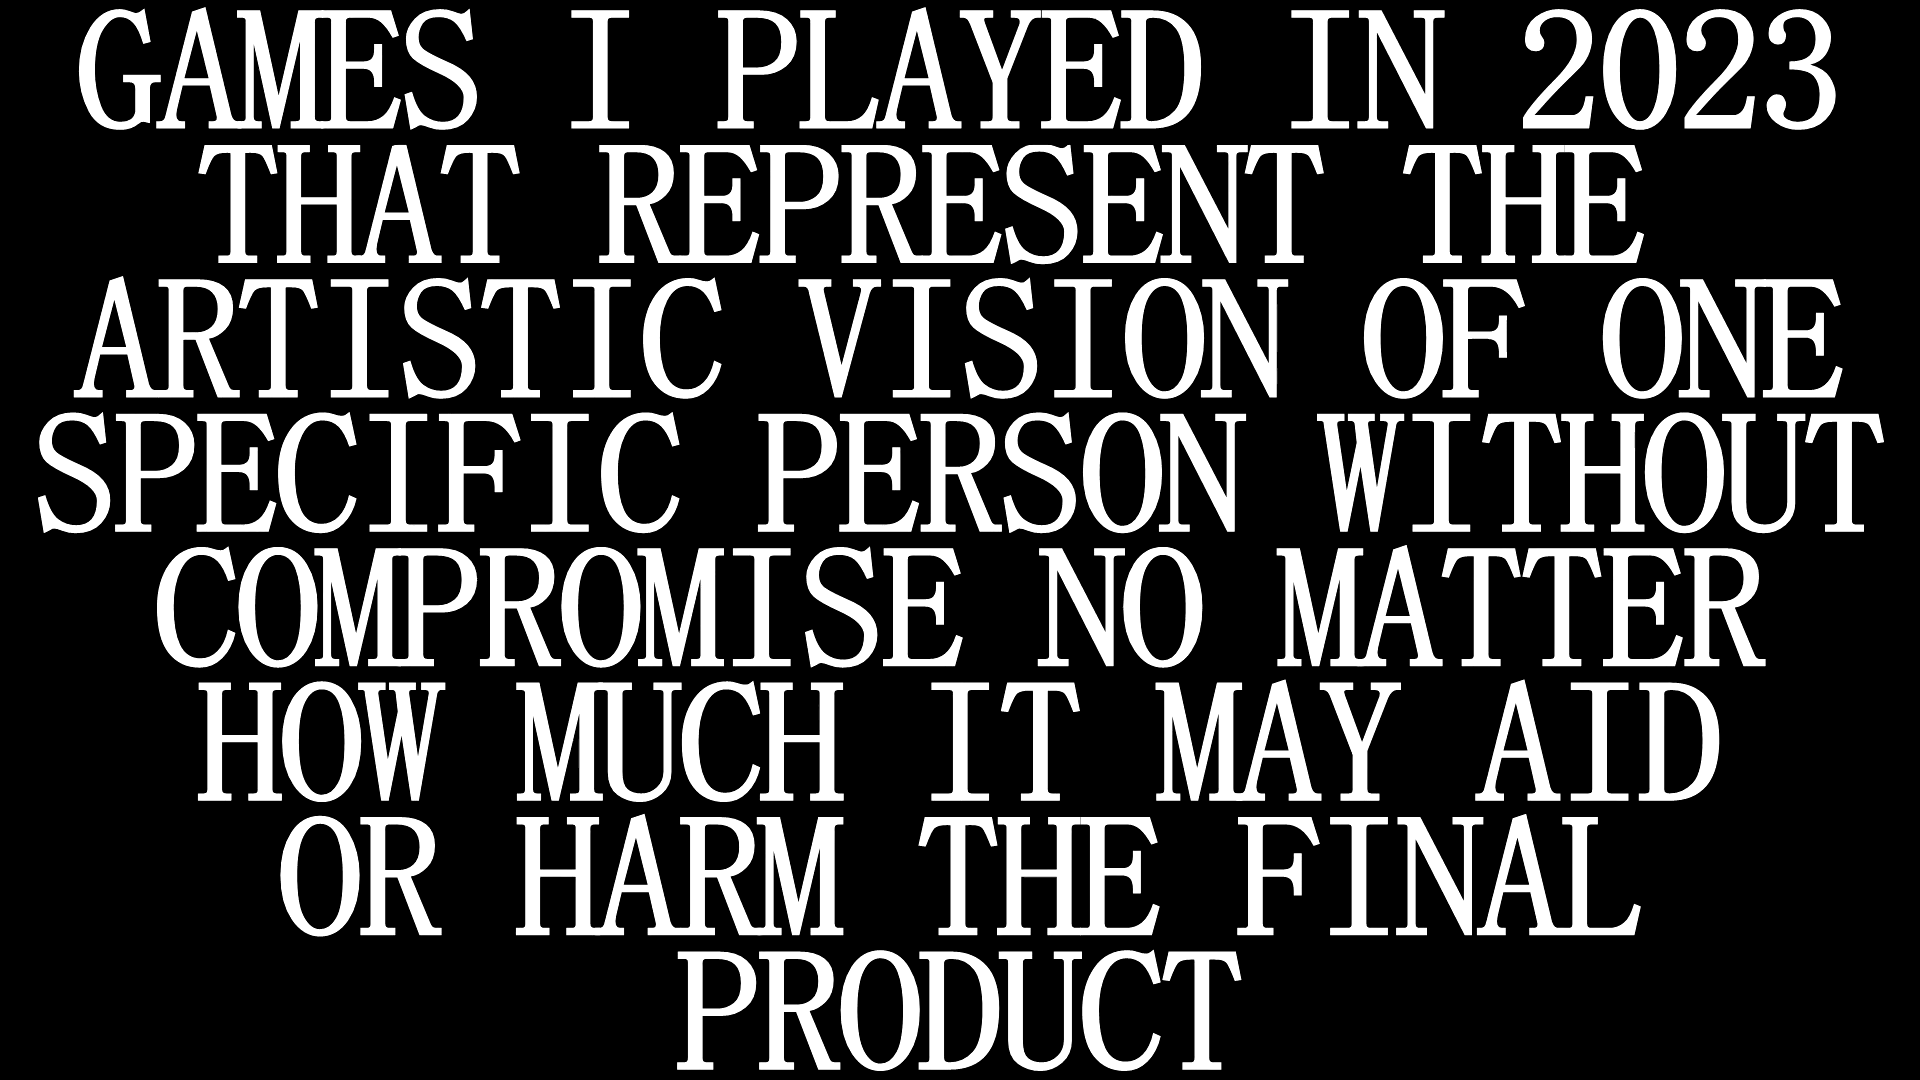 GAMES I PLAYED IN 2023
THAT REPRESENT THE
ARTISTIC VISION OF ONE
SPECIFIC PERSON WITHOUT
COMPROMISE NO MATTER
HOW MUCH IT MAY AID
OR HARM THE FINAL
PRODUCT